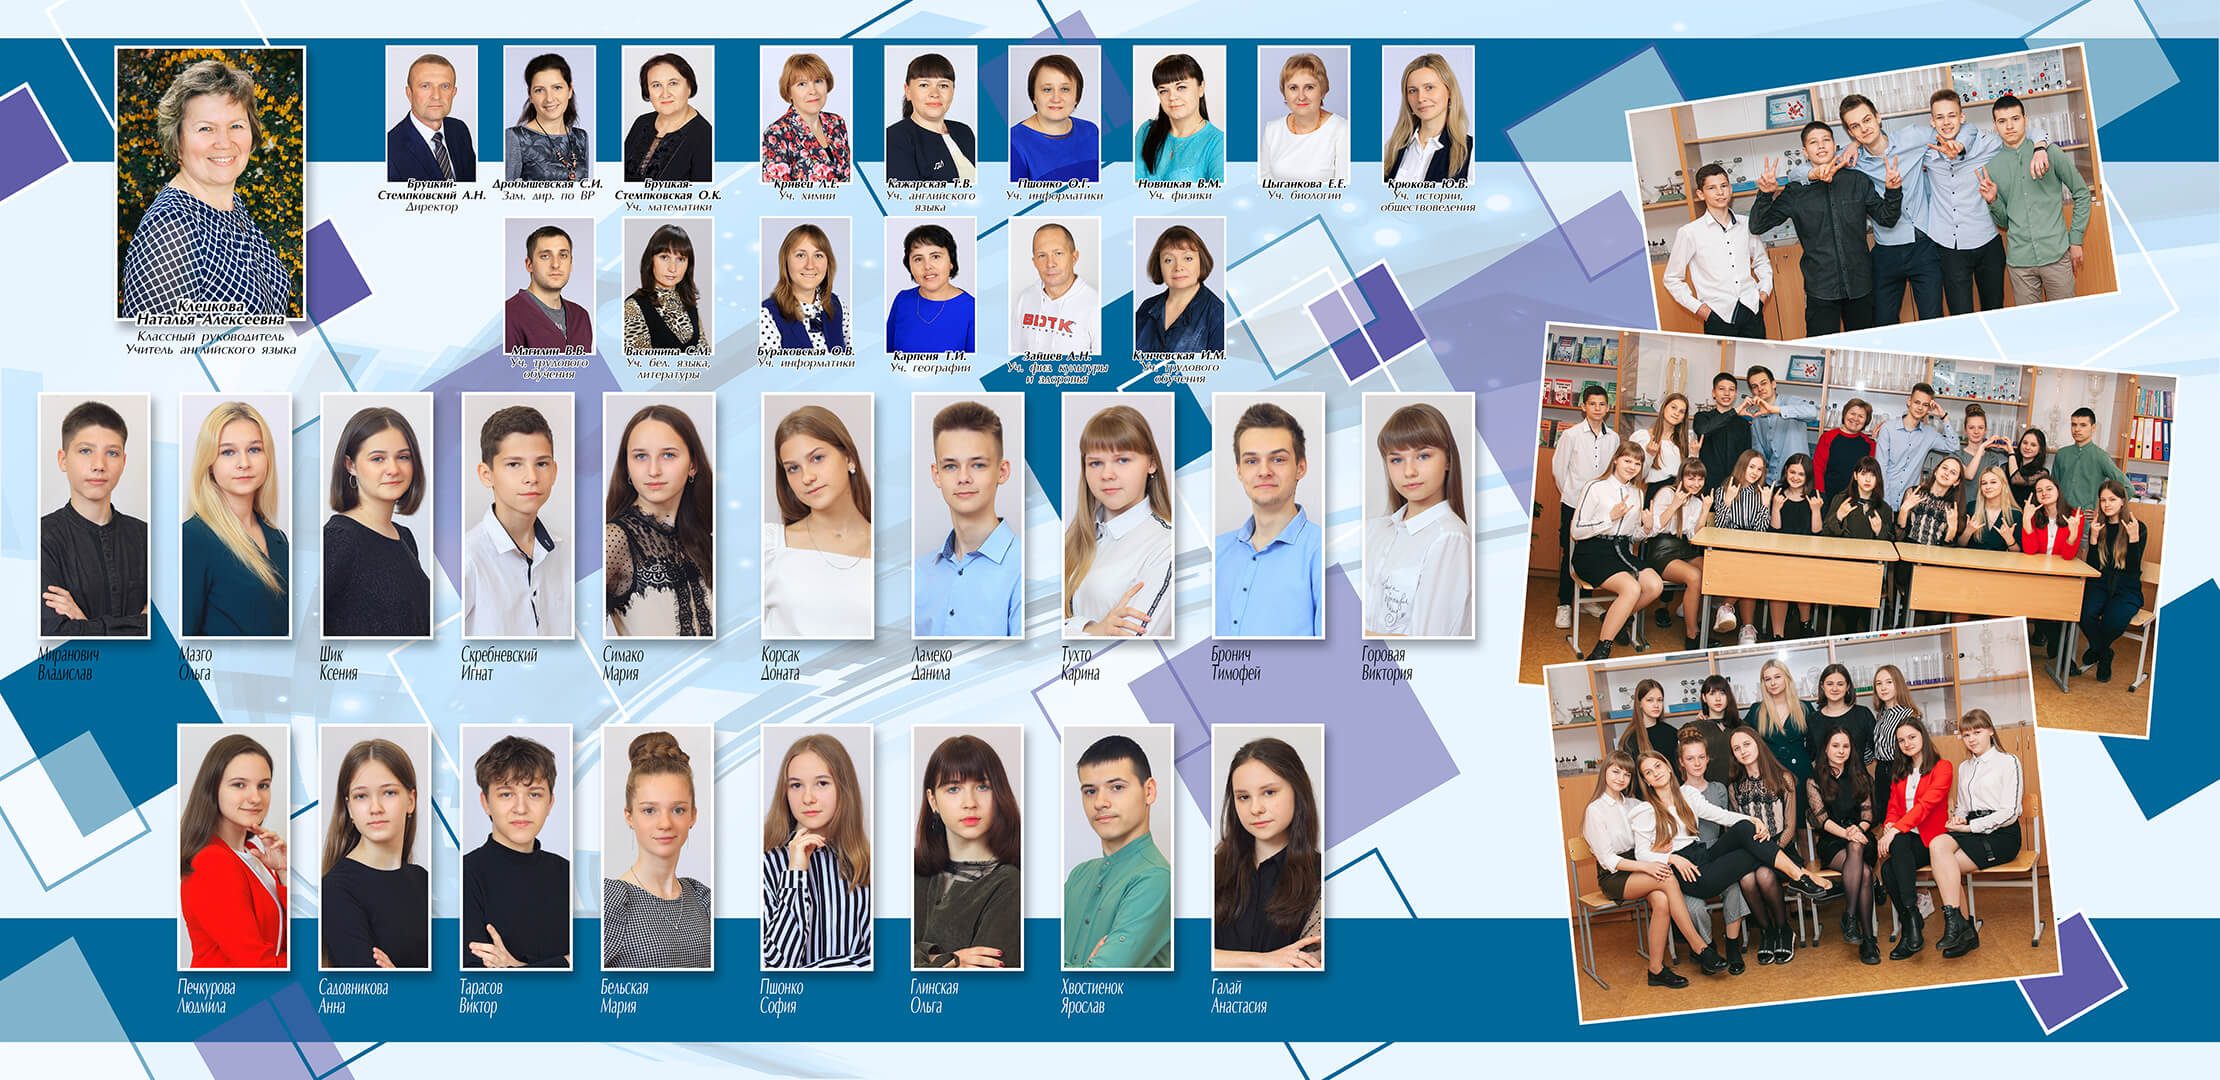 Клецкова
Наталья Алексеевна
Классный руководитель
Учитель английского языка
Бруцкий-
Стемпковский А.Н.
Директор
Дробышевская С.И.
Зам. дир. по ВР
Бруцкая-
Стемпковская О.К.
Уч. математики
Кривец Л.Е.
Уч. химии
Кажарская Т.В.
Уч. английского
языка
Пшонко О.Г.
Уч. информатики
Новицкая В.М.
Уч. физики
Цыганкова Е.Е.
Уч. биологии
Крюкова Ю.В.
Уч. истории,
обществоведения
Магилин В.В.
Уч. трудового
обучения
Васюнина С.М.
Уч. бел. языка,
литературы
Бураковская О.В.
Уч. информатики
Карпеня Т.И.
Уч. географии
BDTK
Зайцев А.Н.
Уч. физ культуры
и здоровья
Кунчевская И.М.
Уч. трудового
обучения
Миранович
Владислав
Мазго
Ольга
Шик
Ксения
Скребневский
Игнат
Симако
Мария
Корсак
Доната
Ламеко
Данила
Тухто
Карина
Бронич
Тимофей
Горовая
Виктория
Печкурова
Людмила
Садовникова
Анна
Тарасов
Виктор
Бельская
Мария
Пшонко
София
Глинская
Ольга
Хвостиенок
Ярослав
Галай
Анастасия